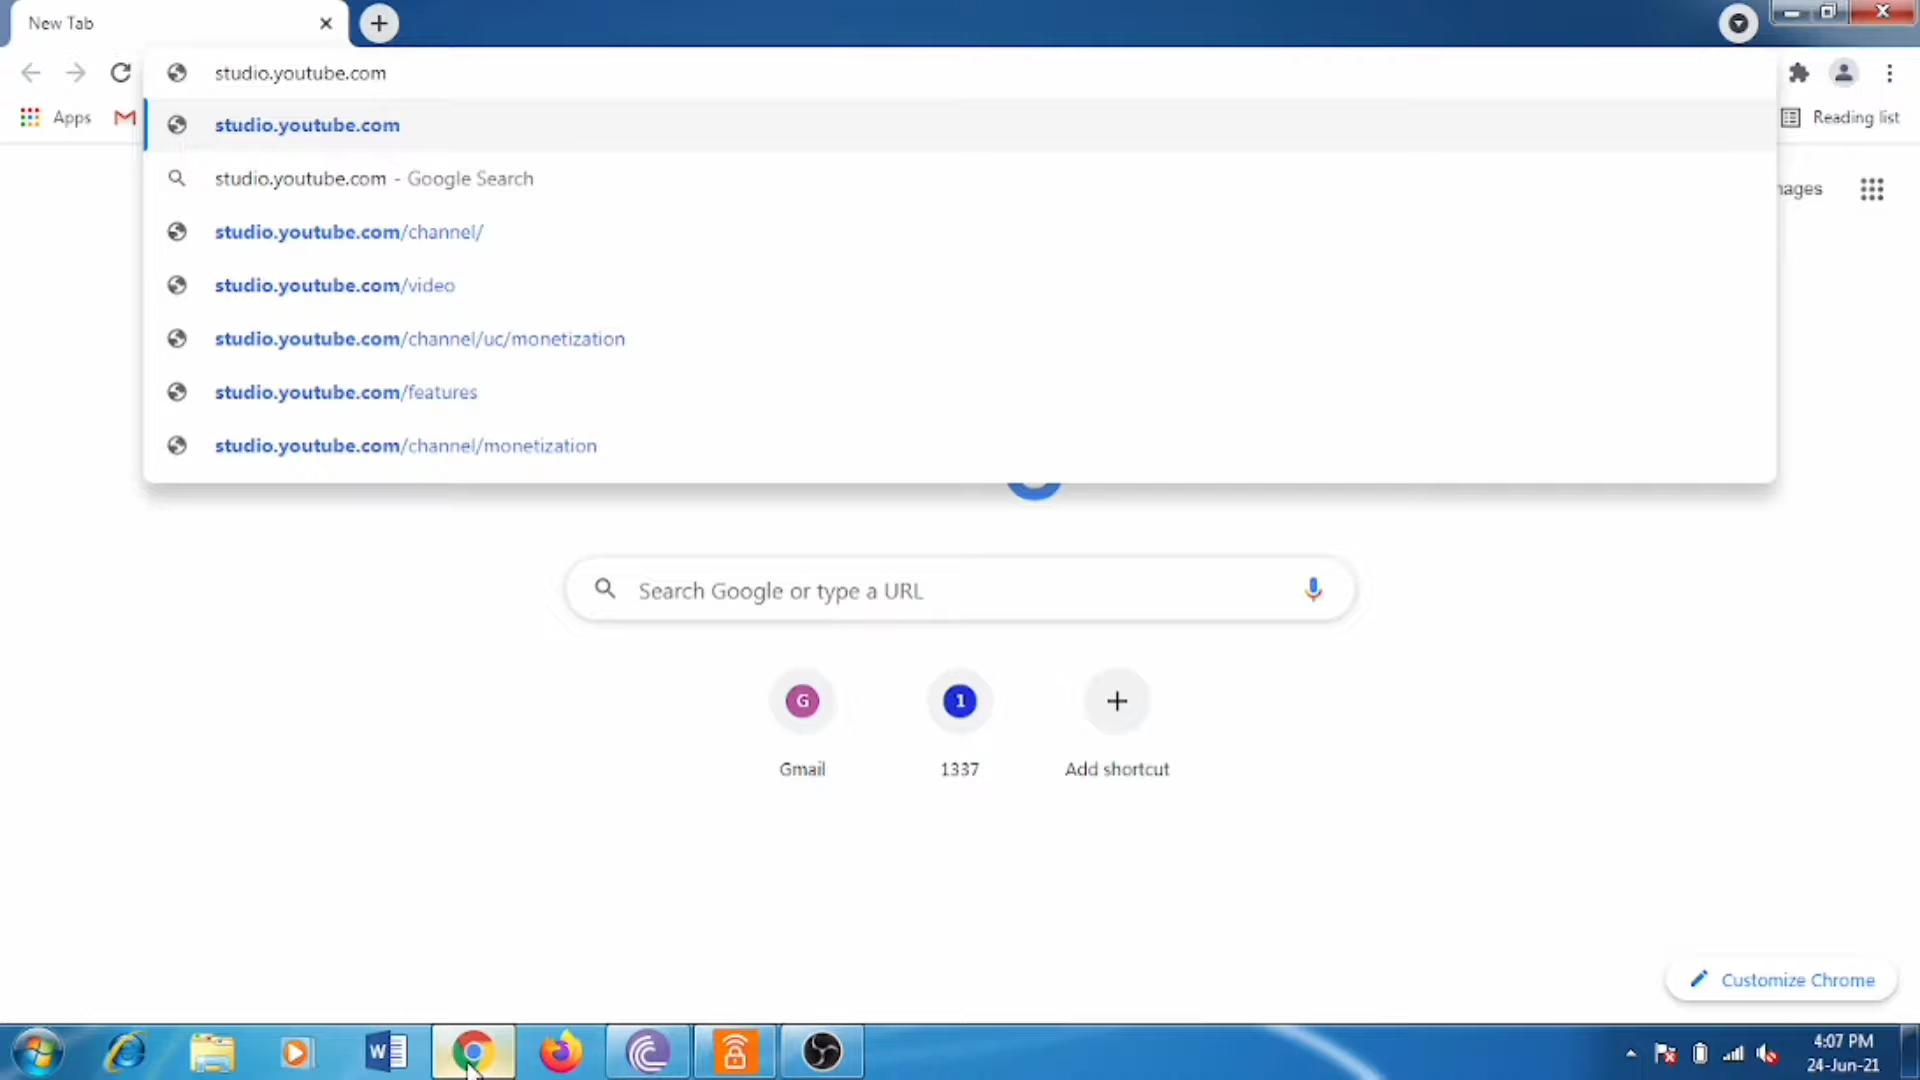 New Tab
studio.youtube.com
Apps
studio.youtube.com
Reading list
studio.youtube.com - Google Search
studio.youtube.com/channel/
studio.youtube.com/video
studio.youtube.com/channel/uc/monetization
studio.youtube.com/features
studio.youtube.com/channel/monetization
Search Google or type a URL
G
1
Gmail
1337
Add shortcut
Customize Chrome
W
4:07 PM
24-Jun-21